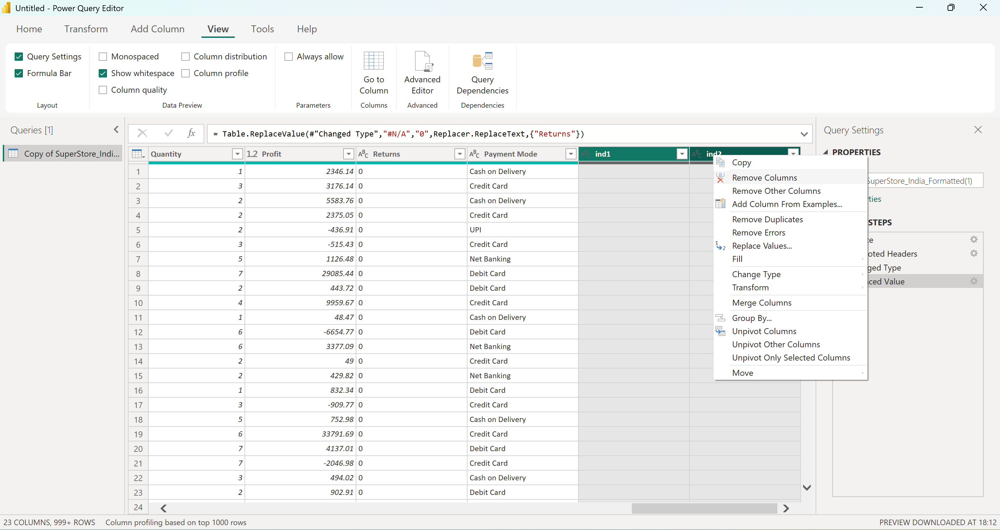 Untitled - Power Query Editor
Home Transform Add Column View Tools Help
Query Settings Monospaced Column distribution Always allow
Formula Bar Show whitespace Column profile
Column quality
Go to Column
Advanced Editor
Query Dependencies
Layout Data Preview Parameters Columns Advanced Dependencies
Queries [1]
Copy of SuperStore_Indi...
fx = Table.ReplaceValue(#"Changed Type","#N/A","0",Replacer.ReplaceText,{"Returns"})
Quantity 1.2 Profit ABC Returns ABC Payment Mode ABC ind1 ABC ind2
1 1 2346.14 0 Cash on Delivery
2 3 3176.14 0 Credit Card
3 2 5583.76 0 Cash on Delivery
4 2 2375.05 0 Credit Card
5 2 -436.91 0 UPI
6 3 -515.43 0 Credit Card
7 5 1126.48 0 Net Banking
8 7 29085.44 0 Debit Card
9 2 443.72 0 Debit Card
10 4 9959.67 0 Credit Card
11 1 48.47 0 Cash on Delivery
12 6 -6654.77 0 Debit Card
13 6 3377.09 0 Net Banking
14 2 49 0 Credit Card
15 2 429.82 0 Net Banking
16 1 832.34 0 Debit Card
17 3 -909.77 0 Credit Card
18 5 752.98 0 Cash on Delivery
19 6 33791.69 0 Credit Card
20 7 4137.01 0 Debit Card
21 7 -2046.98 0 Credit Card
22 3 494.02 0 Cash on Delivery
23 2 902.91 0 Debit Card
24
Copy
Remove Columns
Remove Other Columns
Add Column From Examples...
Remove Duplicates
Remove Errors
1 2 Replace Values...
Fill
Change Type
Transform
Merge Columns
Group By...
Unpivot Columns
Unpivot Other Columns
Unpivot Only Selected Columns
Move
Query Settings
PROPERTIES
SuperStore_India_Formatted(1)
rties
STEPS
ce
oted Headers
ged Type
ced Value
23 COLUMNS, 999+ ROWS Column profiling based on top 1000 rows
PREVIEW DOWNLOADED AT 18:12